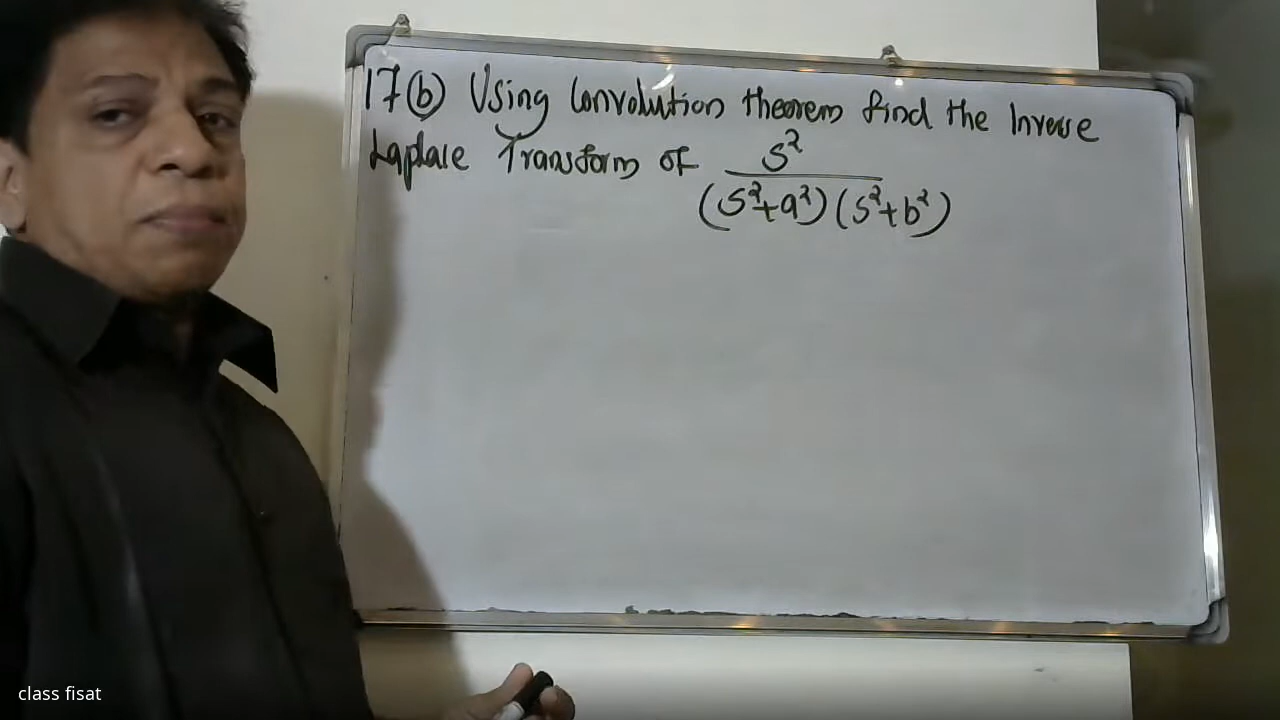 17(b) Using Convolution theorem find the Inverse
Laplace Transform of s²
(s²+a²)(s²+b²)
class fisat